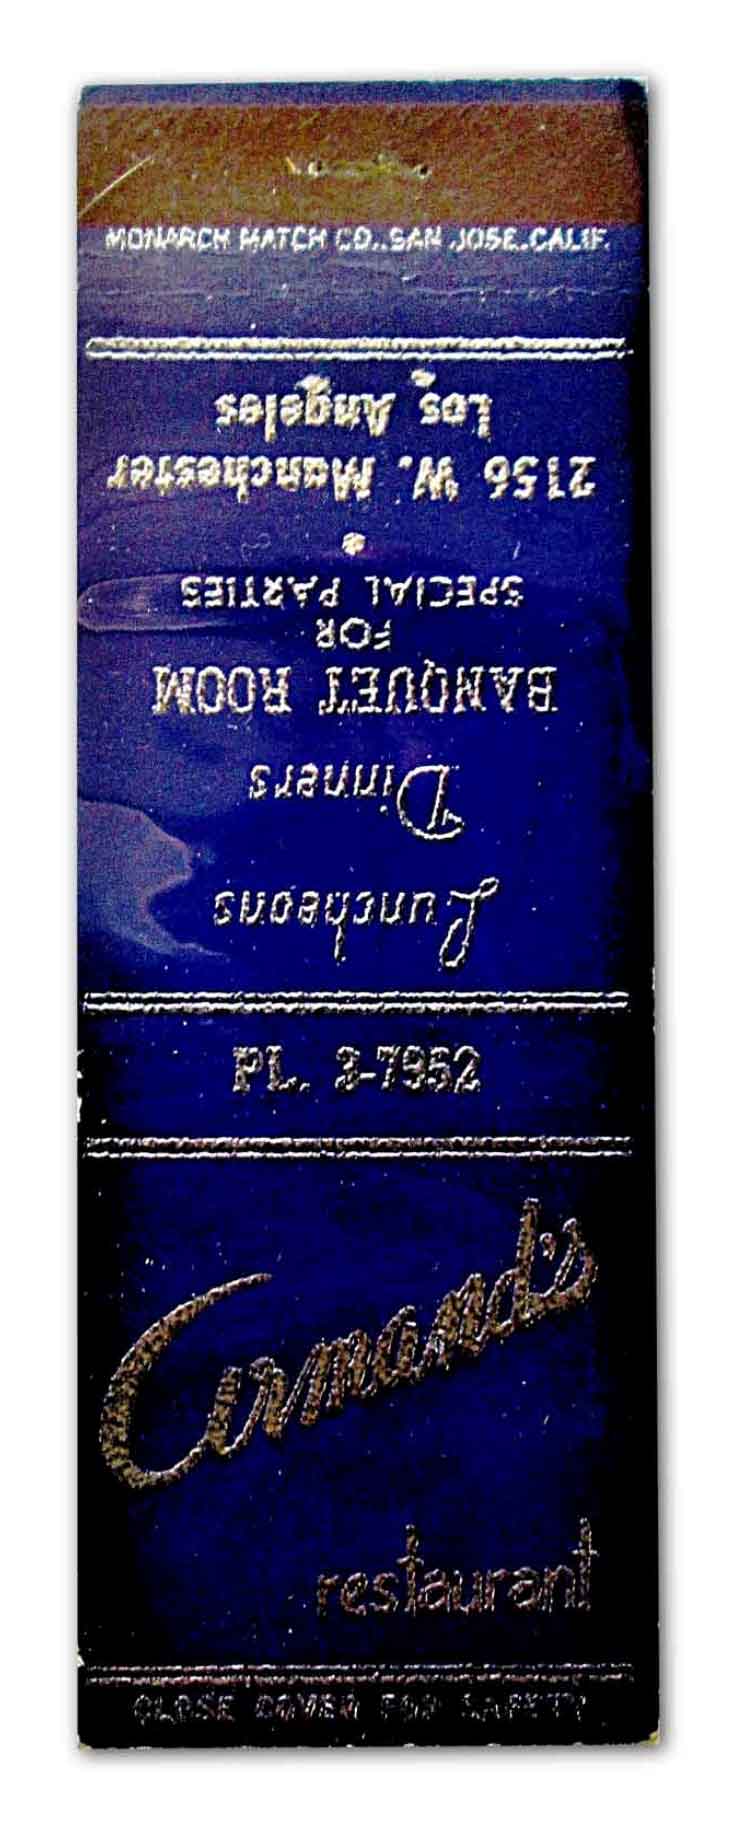 MONARCH MATCH CO., SAN JOSE, CALIF.
Luncheons
Dinners
BANQUET ROOM
FOR
SPECIAL PARTIES
2156 W. Manchester
Los Angeles
PL. 3-7952
Armand's
restaurant
CLOSE COVER FOR SAFETY